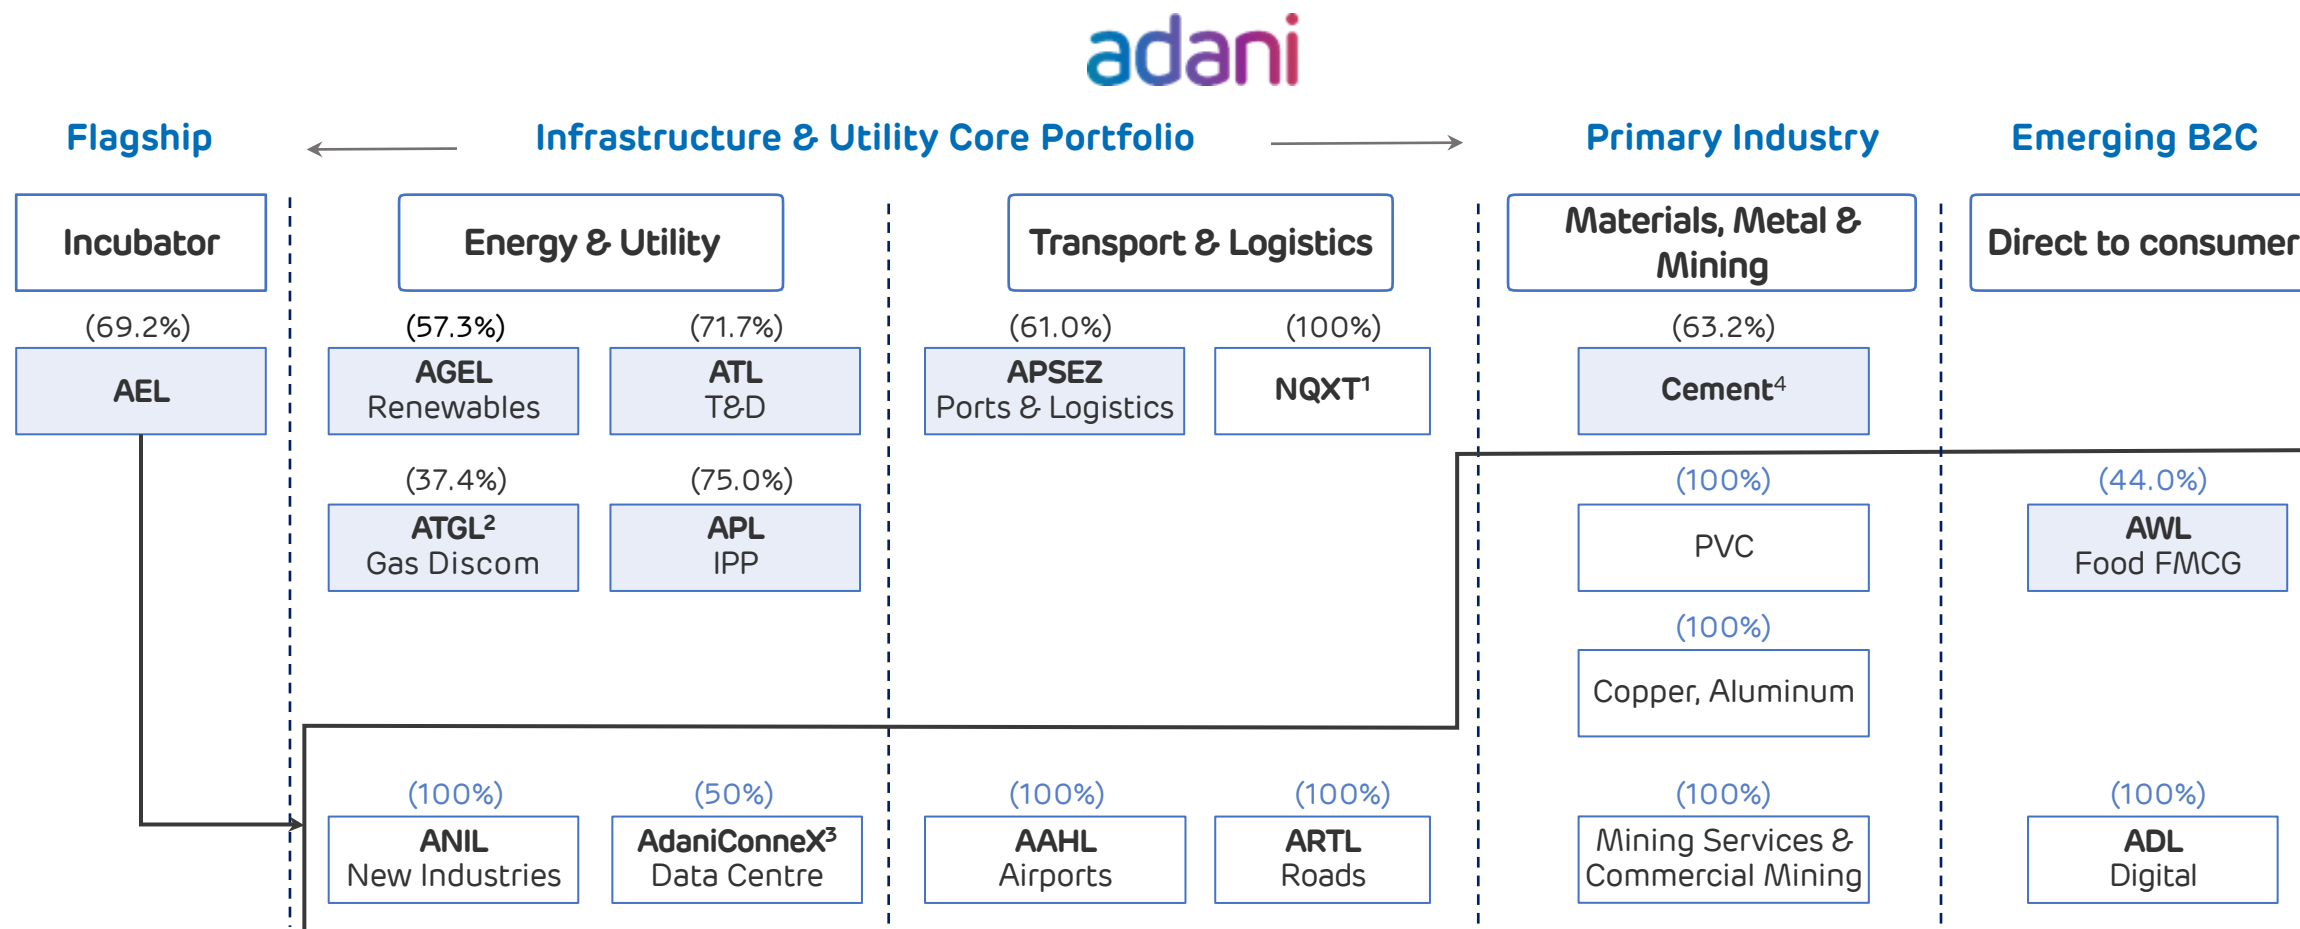 adani
Flagship
Infrastructure & Utility Core Portfolio
Primary Industry
Emerging B2C
Incubator
Energy & Utility
Transport & Logistics
Materials, Metal &
Mining
Direct to consumer
(69.2%)
(57.3%)
(71.7%)
(61.0%)
(100%)
(63.2%)
AEL
AGEL
Renewables
ATL
T&D
APSEZ
Ports & Logistics
NQXT¹
Cement⁴
(37.4%)
(75.0%)
(100%)
(44.0%)
ATGL²
Gas Discom
APL
IPP
PVC
AWL
Food FMCG
(100%)
Copper, Aluminum
(100%)
(50%)
(100%)
(100%)
(100%)
(100%)
ANIL
New Industries
AdaniConneX³
Data Centre
AAHL
Airports
ARTL
Roads
Mining Services &
Commercial Mining
ADL
Digital